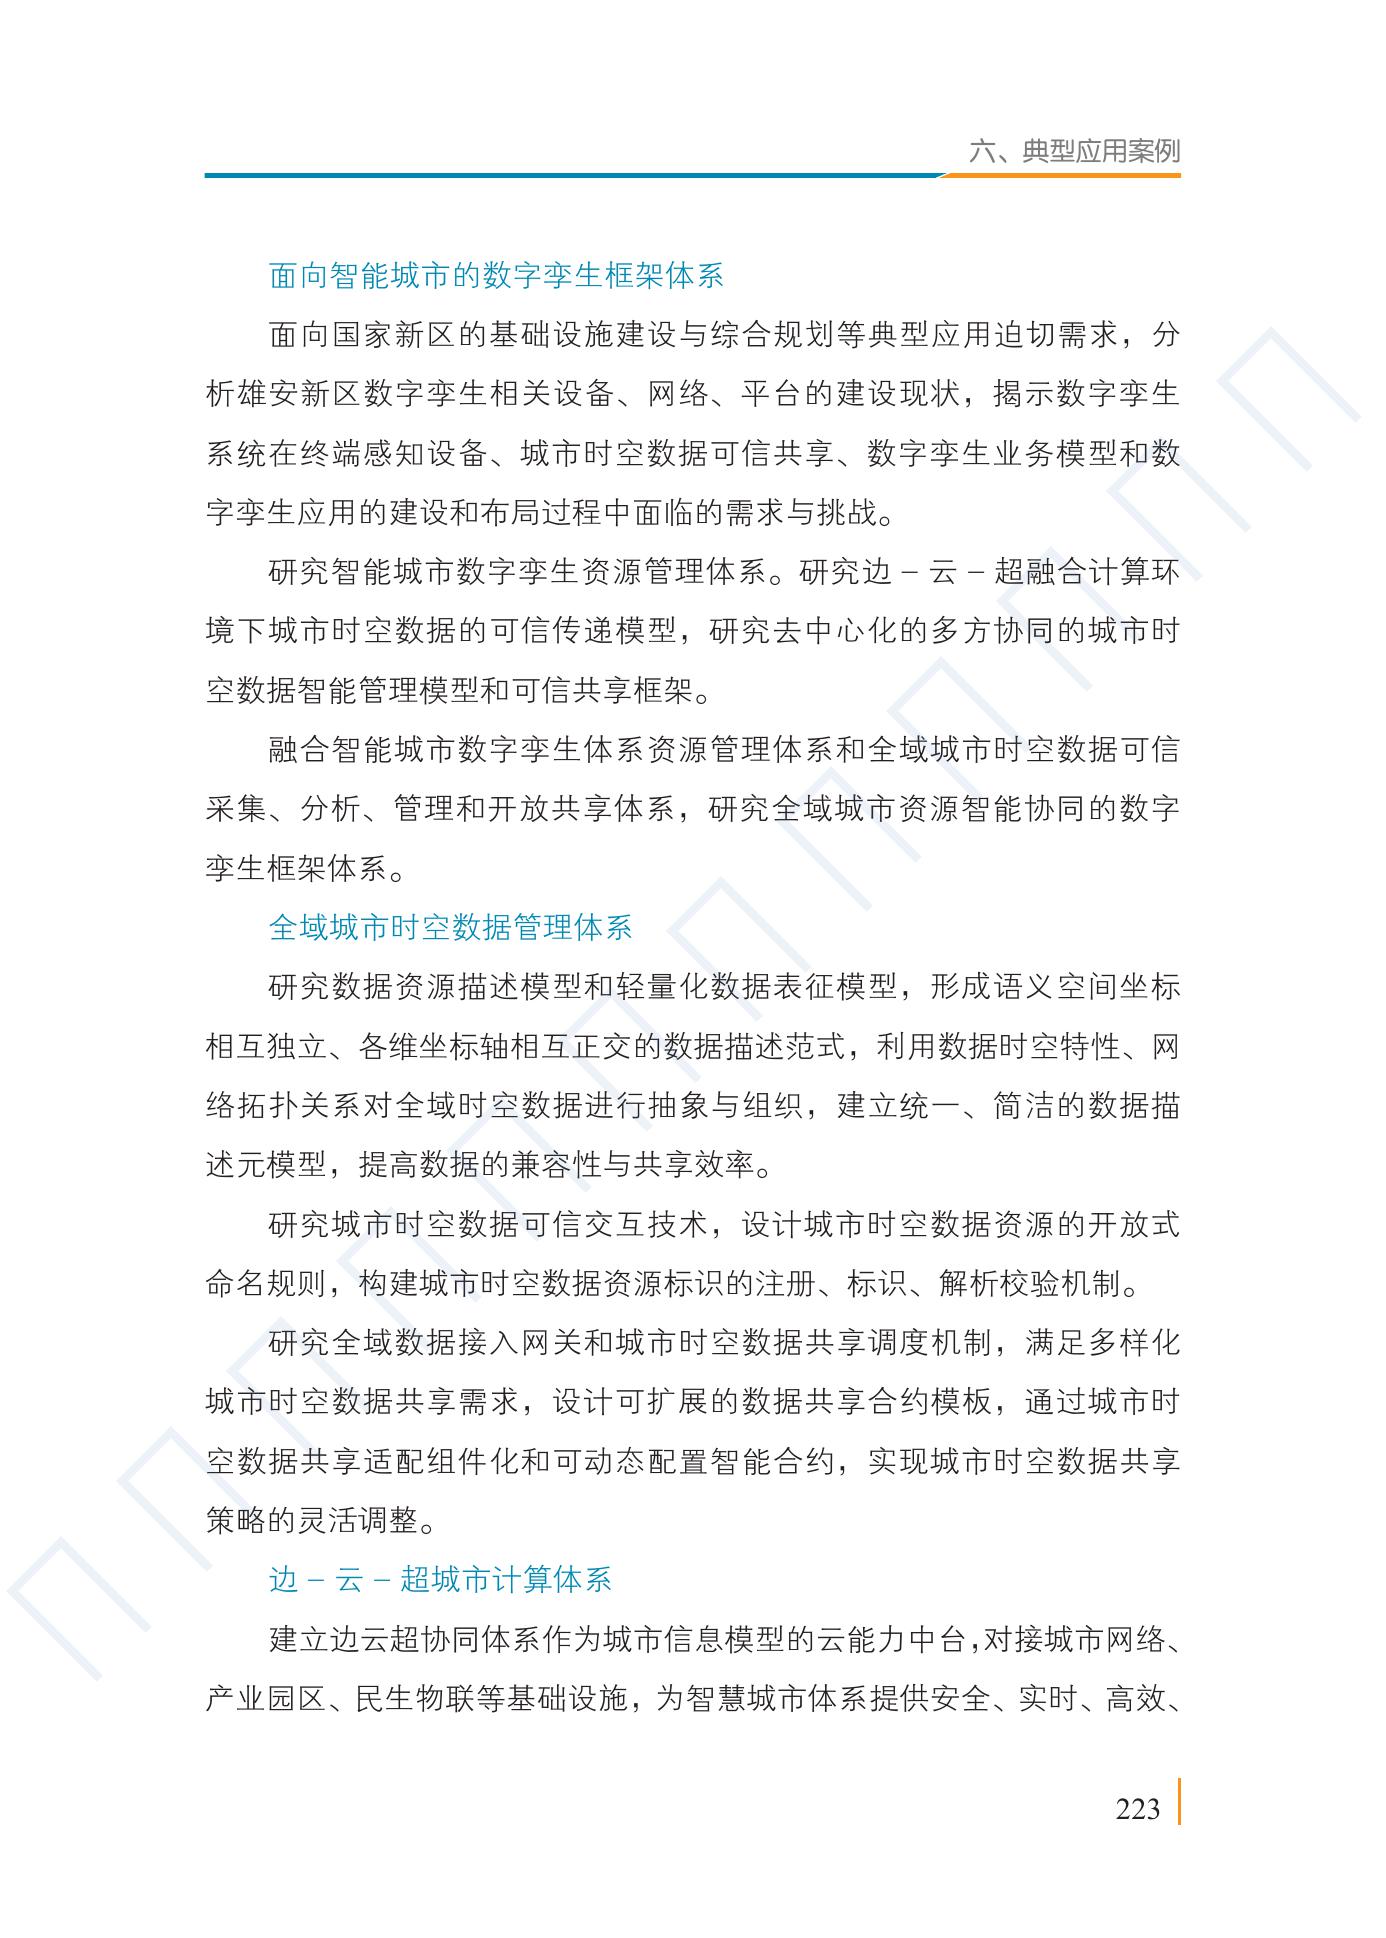 六、典型应用案例
面向智能城市的数字孪生框架体系
面向国家新区的基础设施建设与综合规划等典型应用迫切需求，分
析雄安新区数字孪生相关设备、网络、平台的建设现状，揭示数字孪生
系统在终端感知设备、城市时空数据可信共享、数字孪生业务模型和数
字孪生应用的建设和布局过程中面临的需求与挑战。
研究智能城市数字孪生资源管理体系。研究边 – 云 – 超融合计算环
境下城市时空数据的可信传递模型，研究去中心化的多方协同的城市时
空数据智能管理模型和可信共享框架。
融合智能城市数字孪生体系资源管理体系和全域城市时空数据可信
采集、分析、管理和开放共享体系，研究全域城市资源智能协同的数字
孪生框架体系。
全域城市时空数据管理体系
研究数据资源描述模型和轻量化数据表征模型，形成语义空间坐标
相互独立、各维坐标轴相互正交的数据描述范式，利用数据时空特性、网
络拓扑关系对全域时空数据进行抽象与组织，建立统一、简洁的数据描
述元模型，提高数据的兼容性与共享效率。
研究城市时空数据可信交互技术，设计城市时空数据资源的开放式
命名规则，构建城市时空数据资源标识的注册、标识、解析校验机制。
研究全域数据接入网关和城市时空数据共享调度机制，满足多样化
城市时空数据共享需求，设计可扩展的数据共享合约模板，通过城市时
空数据共享适配组件化和可动态配置智能合约，实现城市时空数据共享
策略的灵活调整。
边 – 云 – 超城市计算体系
建立边云超协同体系作为城市信息模型的云能力中台，对接城市网络、
产业园区、民生物联等基础设施，为智慧城市体系提供安全、实时、高效、
223